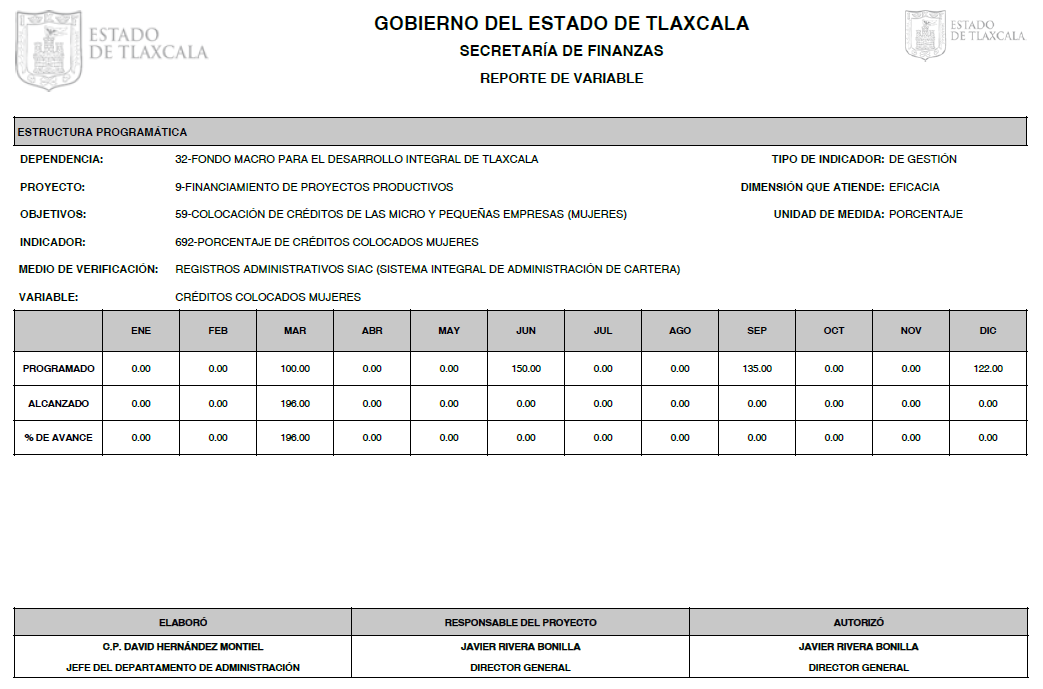 ESTADO
DE TLAXCALA
GOBIERNO DEL ESTADO DE TLAXCALA
SECRETARÍA DE FINANZAS
REPORTE DE VARIABLE
ESTADO
DE TLAXCALA
ESTRUCTURA PROGRAMÁTICA
DEPENDENCIA: 32-FONDO MACRO PARA EL DESARROLLO INTEGRAL DE TLAXCALA TIPO DE INDICADOR: DE GESTIÓN
PROYECTO: 9-FINANCIAMIENTO DE PROYECTOS PRODUCTIVOS DIMENSIÓN QUE ATIENDE: EFICACIA
OBJETIVOS: 59-COLOCACIÓN DE CRÉDITOS DE LAS MICRO Y PEQUEÑAS EMPRESAS (MUJERES) UNIDAD DE MEDIDA: PORCENTAJE
INDICADOR: 692-PORCENTAJE DE CRÉDITOS COLOCADOS MUJERES
MEDIO DE VERIFICACIÓN: REGISTROS ADMINISTRATIVOS SIAC (SISTEMA INTEGRAL DE ADMINISTRACIÓN DE CARTERA)
VARIABLE: CRÉDITOS COLOCADOS MUJERES
ENE FEB MAR ABR MAY JUN JUL AGO SEP OCT NOV DIC
PROGRAMADO 0.00 0.00 100.00 0.00 0.00 150.00 0.00 0.00 135.00 0.00 0.00 122.00
ALCANZADO 0.00 0.00 196.00 0.00 0.00 0.00 0.00 0.00 0.00 0.00 0.00 0.00
% DE AVANCE 0.00 0.00 196.00 0.00 0.00 0.00 0.00 0.00 0.00 0.00 0.00 0.00
ELABORÓ RESPONSABLE DEL PROYECTO AUTORIZÓ
C.P. DAVID HERNÁNDEZ MONTIEL JAVIER RIVERA BONILLA JAVIER RIVERA BONILLA
JEFE DEL DEPARTAMENTO DE ADMINISTRACIÓN DIRECTOR GENERAL DIRECTOR GENERAL